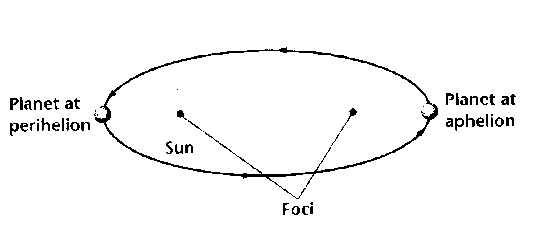 Planet at
perihelion
Planet at
aphelion
Sun
Foci